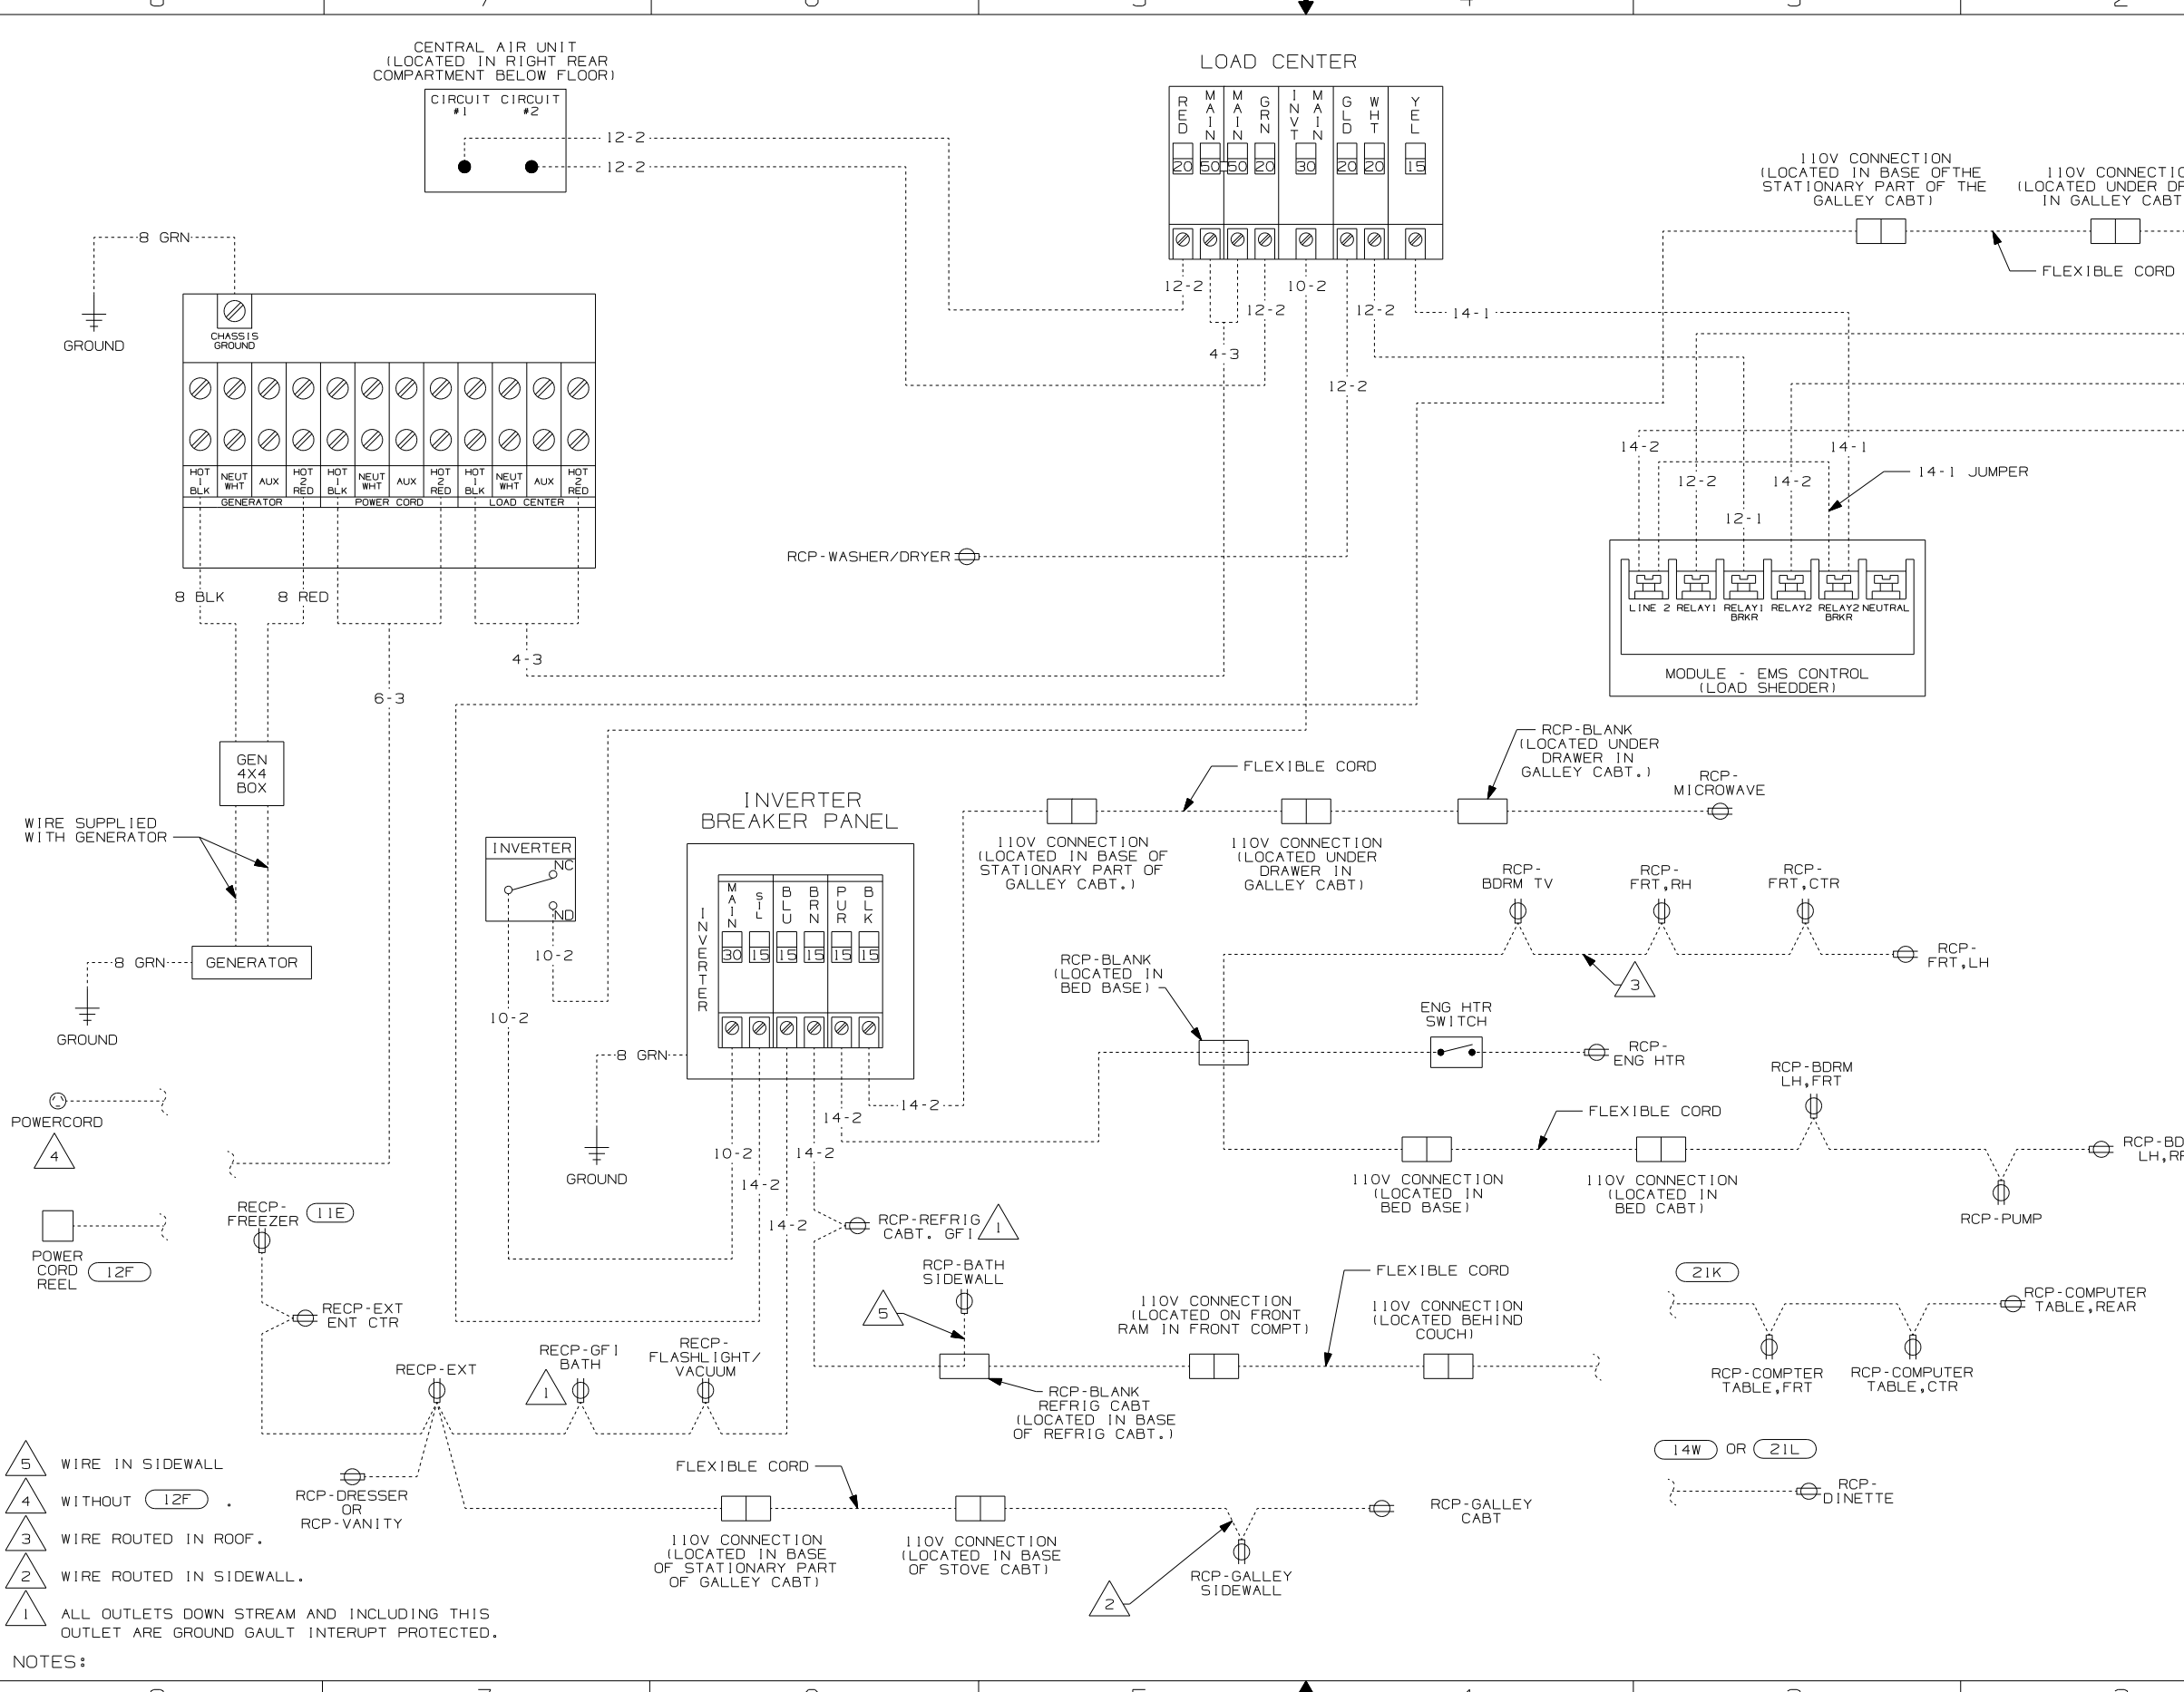 CENTRAL AIR UNIT
(LOCATED IN RIGHT REAR
COMPARTMENT BELOW FLOOR)
CIRCUIT CIRCUIT
#1 #2
12-2
12-2
LOAD CENTER
RED
MAIN
MAIN
GRN
INVT
MAIN
GLD
WHT
YEL
20 50 50 20 30 20 20 15
12-2
12-2
10-2
12-2
14-1
4-3
12-2
110V CONNECTION
(LOCATED IN BASE OFTHE
STATIONARY PART OF THE
GALLEY CABT)
110V CONNECTIO
(LOCATED UNDER DR
IN GALLEY CABT
FLEXIBLE CORD
8 GRN
GROUND
CHASSIS
GROUND
HOT 1 BLK
NEUT WHT
AUX
HOT 2 RED
HOT 1 BLK
NEUT WHT
AUX
HOT 2 RED
HOT 1 BLK
NEUT WHT
AUX
HOT 2 RED
GENERATOR
POWER CORD
LOAD CENTER
8 BLK
8 RED
4-3
6-3
RCP-WASHER/DRYER
14-2
14-1
12-2
14-2
12-1
14-1 JUMPER
LINE 2
RELAY1
RELAY1
BRKR
RELAY2
RELAY2
BRKR
NEUTRAL
MODULE - EMS CONTROL
(LOAD SHEDDER)
GEN
4X4
BOX
WIRE SUPPLIED
WITH GENERATOR
8 GRN
GENERATOR
GROUND
INVERTER
NC
ND
10-2
10-2
INVERTER
BREAKER PANEL
INVERTER
MAIN
SIL
BLU
BRN
PUR
BLK
30 15 15 15 15 15
8 GRN
GROUND
14-2
14-2
10-2
14-2
14-2
14-2
FLEXIBLE CORD
110V CONNECTION
(LOCATED IN BASE OF
STATIONARY PART OF
GALLEY CABT.)
110V CONNECTION
(LOCATED UNDER
DRAWER IN
GALLEY CABT)
RCP-BLANK
(LOCATED UNDER
DRAWER IN
GALLEY CABT.)
RCP-
MICROWAVE
RCP-
BDRM TV
RCP-
FRT,RH
RCP-
FRT,CTR
RCP-
FRT,LH
3
RCP-BLANK
(LOCATED IN
BED BASE)
ENG HTR
SWITCH
RCP-
ENG HTR
RCP-BDRM
LH,FRT
FLEXIBLE CORD
110V CONNECTION
(LOCATED IN
BED BASE)
110V CONNECTION
(LOCATED IN
BED CABT)
RCP-PUMP
POWERCORD
4
POWER
CORD
REEL
12F
RECP-
FREEZER
11E
RECP-EXT
ENT CTR
RECP-EXT
RECP-GFI
BATH
1
RECP-
FLASHLIGHT/
VACUUM
RCP-REFRIG
CABT. GFI
1
RCP-BATH
SIDEWALL
5
RCP-BLANK
REFRIG CABT
(LOCATED IN BASE
OF REFRIG CABT.)
110V CONNECTION
(LOCATED ON FRONT
RAM IN FRONT COMPT)
FLEXIBLE CORD
110V CONNECTION
(LOCATED BEHIND
COUCH)
21K
RCP-COMPUTER
TABLE,REAR
RCP-COMPTER
TABLE,FRT
RCP-COMPUTER
TABLE,CTR
14W OR 21L
RCP-
DINETTE
RCP-DRESSER
OR
RCP-VANITY
FLEXIBLE CORD
110V CONNECTION
(LOCATED IN BASE
OF STATIONARY PART
OF GALLEY CABT)
110V CONNECTION
(LOCATED IN BASE
OF STOVE CABT)
RCP-GALLEY
CABT
RCP-GALLEY
SIDEWALL
2
5 WIRE IN SIDEWALL
4 WITHOUT 12F .
3 WIRE ROUTED IN ROOF.
2 WIRE ROUTED IN SIDEWALL.
1 ALL OUTLETS DOWN STREAM AND INCLUDING THIS
OUTLET ARE GROUND GAULT INTERUPT PROTECTED.
NOTES: